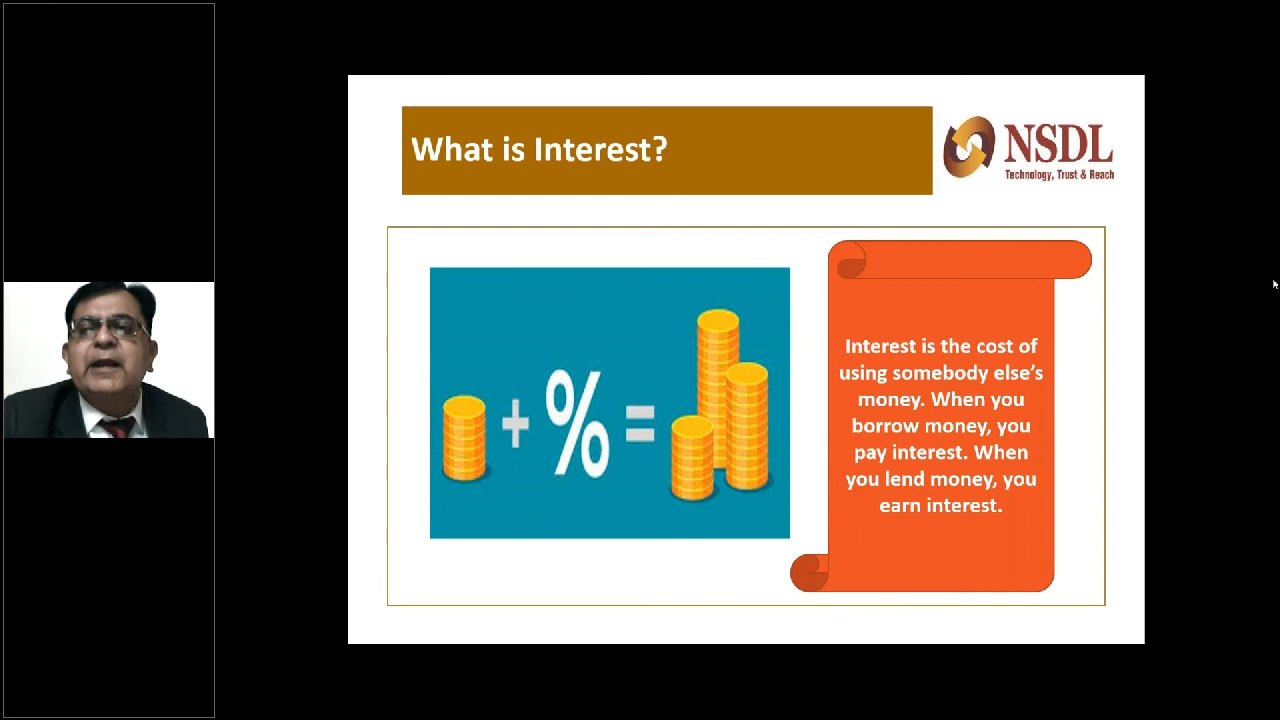 What is Interest?
NSDL
Technology, Trust & Reach
+ % =
Interest is the cost of
using somebody else’s
money. When you
borrow money, you
pay interest. When
you lend money, you
earn interest.